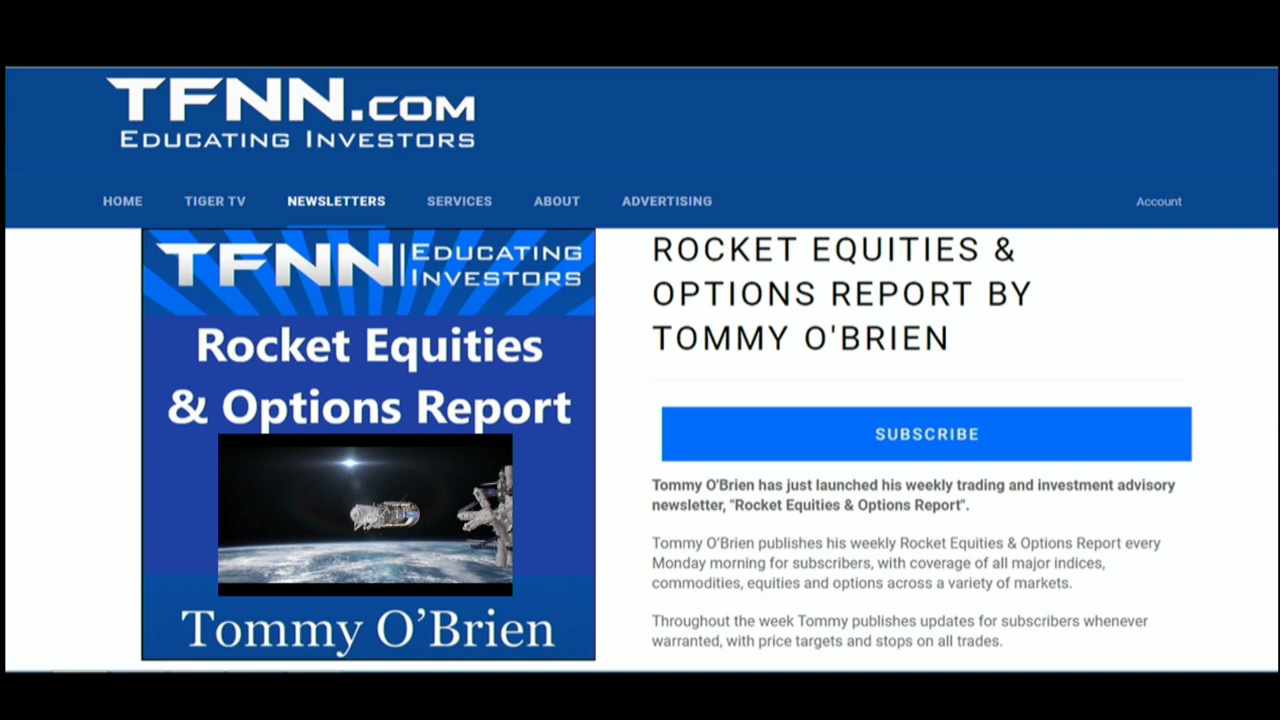 TFNN.COM
EDUCATING INVESTORS
HOME TIGER TV NEWSLETTERS SERVICES ABOUT ADVERTISING Account
TFNN EDUCATING
INVESTORS
Rocket Equities
& Options Report
Tommy O’Brien
ROCKET EQUITIES &
OPTIONS REPORT BY
TOMMY O'BRIEN
SUBSCRIBE
Tommy O'Brien has just launched his weekly trading and investment advisory
newsletter, "Rocket Equities & Options Report".
Tommy O’Brien publishes his weekly Rocket Equities & Options Report every
Monday morning for subscribers, with coverage of all major indices,
commodities, equities and options across a variety of markets.
Throughout the week Tommy publishes updates for subscribers whenever
warranted, with price targets and stops on all trades.